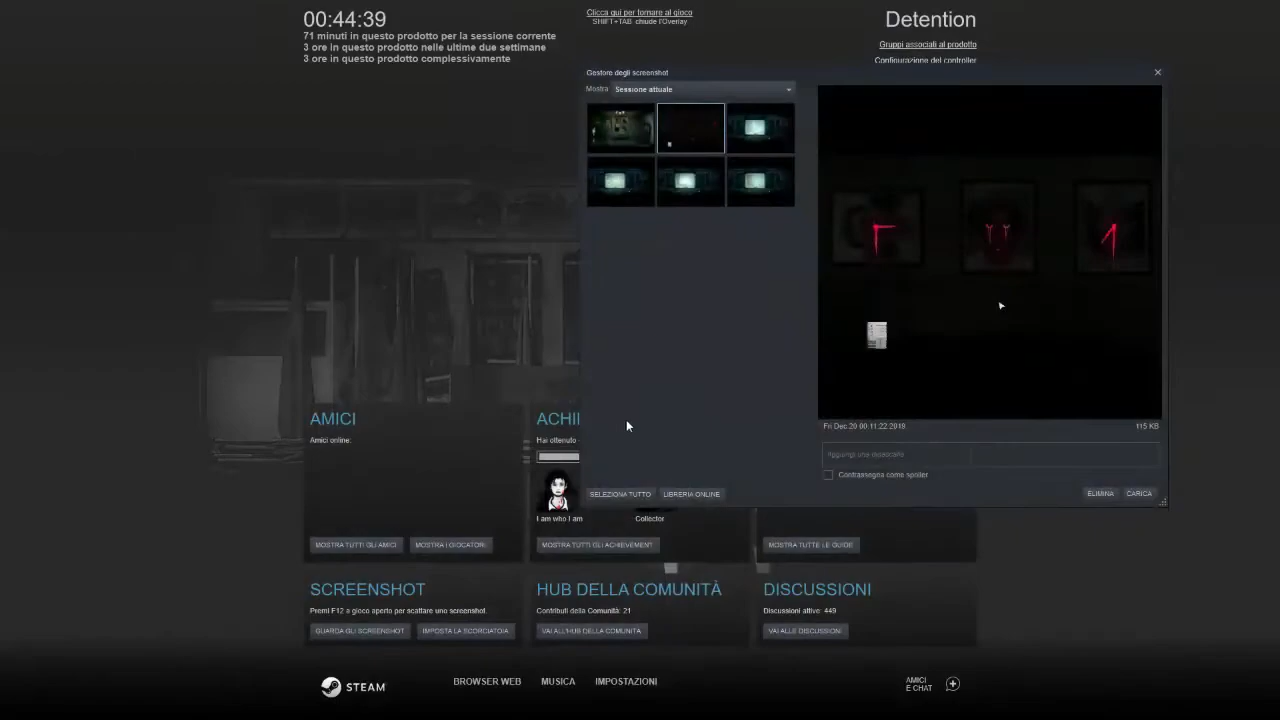 00:44:39
71 minuti in questo prodotto per la sessione corrente
3 ore in questo prodotto nelle ultime due settimane
3 ore in questo prodotto complessivamente
Clicca qui per tornare al gioco
SHIFT+TAB chiude l'Overlay
Detention
Gruppi associati al prodotto
Configurazione del controller
Gestore degli screenshot
Mostra Sessione attuale
Fri Dec 20 00:11:22 2019
115 KB
Aggiungi una didascalia
Contrassegna come spoiler
SELEZIONA TUTTO
LIBRERIA ONLINE
ELIMINA
CARICA
AMICI
Amici online:
MOSTRA TUTTI GLI AMICI
MOSTRA I GIOCATORI
ACHI
Hai ottenuto
I am who I am
Collector
MOSTRA TUTTI GLI ACHIEVEMENT
MOSTRA TUTTE LE GUIDE
SCREENSHOT
Premi F12 a gioco aperto per scattare uno screenshot.
GUARDA GLI SCREENSHOT
IMPOSTA LA SCORCIATOIA
HUB DELLA COMUNITÀ
Contributi della Comunità: 21
VAI ALL'HUB DELLA COMUNITÀ
DISCUSSIONI
Discussioni attive: 449
VAI ALLE DISCUSSIONI
STEAM
BROWSER WEB
MUSICA
IMPOSTAZIONI
AMICI
E CHAT